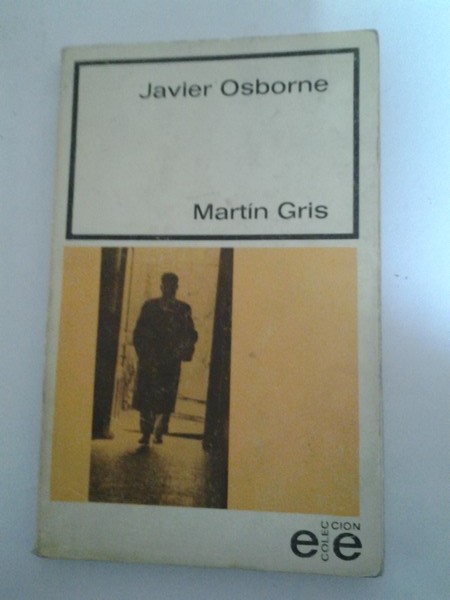 Javier Osborne
Martín Gris
e COLECCION e